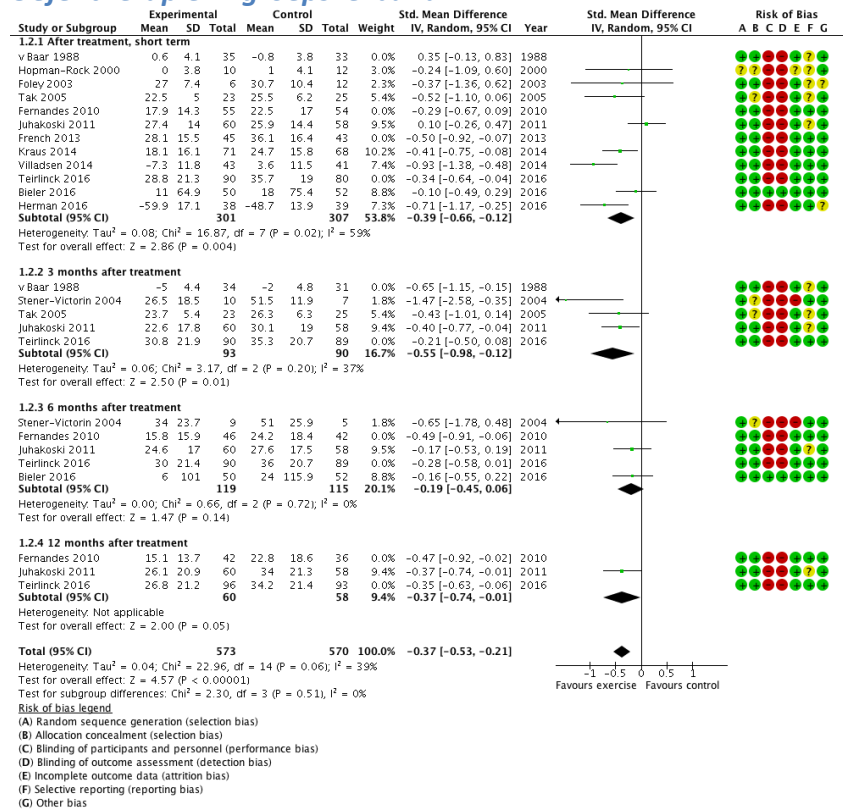 Experimental Control Std. Mean Difference Std. Mean Difference Risk of Bias
Study or Subgroup Mean SD Total Mean SD Total Weight IV, Random, 95% CI Year IV, Random, 95% CI A B C D E F G
1.2.1 After treatment, short term
v Baar 1988 0.6 4.1 35 -0.8 3.8 33 0.0% 0.35 [-0.13, 0.83] 1988 + + − − + ? +
Hopman-Rock 2000 0 3.8 10 1 4.1 12 3.0% -0.24 [-1.09, 0.60] 2000 ? ? − − ? ? +
Foley 2003 27 7.4 6 30.7 10.4 12 2.3% -0.37 [-1.36, 0.62] 2003 + + − − + ? ?
Tak 2005 22.5 5 23 25.5 6.2 25 5.4% -0.52 [-1.10, 0.06] 2005 + ? − − + ? +
Fernandes 2010 17.9 14.3 55 22.5 17 54 0.0% -0.29 [-0.67, 0.09] 2010 + + − − + + +
Juhakoski 2011 27.4 14 60 25.9 14.4 58 0.0% 0.10 [-0.26, 0.47] 2011 + + − − + ? +
French 2013 28.1 15.5 45 36.1 16.4 43 0.0% -0.50 [-0.92, -0.07] 2013 + + − − + + +
Kraus 2014 18.1 16.1 71 24.7 15.8 68 10.4% -0.41 [-0.75, -0.08] 2014 + + − − + + +
Villadsen 2014 -7.3 11.8 43 3.6 11.5 41 7.6% -0.93 [-1.38, -0.48] 2014 + + − − + + +
Teirlinck 2016 28.8 21.3 90 35.7 19 80 0.0% -0.34 [-0.64, -0.04] 2016 + + − − + + +
Bieler 2016 11 64.9 50 18 75.4 52 8.8% -0.10 [-0.49, 0.29] 2016 + + − − + + +
Herman 2016 -59.9 17.1 38 -48.7 13.9 39 7.3% -0.71 [-1.17, -0.25] 2016 + + − − + + ?
Subtotal (95% CI) 301 307 53.8% -0.39 [-0.66, -0.12]
Heterogeneity: Tau² = 0.08; Chi² = 16.87, df = 7 (P = 0.02); I² = 59%
Test for overall effect: Z = 2.86 (P = 0.004)
1.2.2 3 months after treatment
v Baar 1988 -5 4.4 34 -2 4.8 31 0.0% -0.65 [-1.15, -0.15] 1988 + + − − + ? +
Stener-Victorin 2004 26.5 18.5 10 51.5 11.9 7 1.8% -1.47 [-2.58, -0.35] 2004 + ? − − − + +
Tak 2005 23.7 5.4 23 26.3 6.3 25 5.5% -0.43 [-1.01, 0.14] 2005 + ? − − + ? +
Juhakoski 2011 22.6 17.8 60 30.1 19 58 9.4% -0.40 [-0.77, -0.04] 2011 + + − − + ? +
Teirlinck 2016 30.8 21.9 90 35.3 20.7 89 0.0% -0.21 [-0.50, 0.08] 2016 + + − − + + +
Subtotal (95% CI) 93 90 16.7% -0.55 [-0.98, -0.12]
Heterogeneity: Tau² = 0.06; Chi² = 3.17, df = 2 (P = 0.20); I² = 37%
Test for overall effect: Z = 2.50 (P = 0.01)
1.2.3 6 months after treatment
Stener-Victorin 2004 34 23.7 9 51 25.9 5 1.8% -0.65 [-1.78, 0.48] 2004 + ? − − − + +
Fernandes 2010 15.8 15.9 46 24.2 18.4 42 0.0% -0.49 [-0.91, -0.06] 2010 + + − − + + +
Juhakoski 2011 24.6 17 60 27.6 17.5 58 9.5% -0.17 [-0.53, 0.19] 2011 + + − − + ? +
Teirlinck 2016 30 21.4 90 36 20.7 89 0.0% -0.28 [-0.58, 0.01] 2016 + + − − + + +
Bieler 2016 6 101 50 24 115.9 52 8.8% -0.16 [-0.55, 0.22] 2016 + + − − + + +
Subtotal (95% CI) 119 115 20.1% -0.19 [-0.45, 0.06]
Heterogeneity: Tau² = 0.00; Chi² = 0.66, df = 2 (P = 0.72); I² = 0%
Test for overall effect: Z = 1.47 (P = 0.14)
1.2.4 12 months after treatment
Fernandes 2010 15.1 13.7 42 22.8 18.6 36 0.0% -0.47 [-0.92, -0.02] 2010 + + − − + + +
Juhakoski 2011 26.1 20.9 60 34 21.3 58 9.4% -0.37 [-0.74, -0.01] 2011 + + − − + ? +
Teirlinck 2016 26.8 21.2 96 34.2 21.4 93 0.0% -0.35 [-0.63, -0.06] 2016 + + − − + + +
Subtotal (95% CI) 60 58 9.4% -0.37 [-0.74, -0.01]
Heterogeneity: Not applicable
Test for overall effect: Z = 2.00 (P = 0.05)
Total (95% CI) 573 570 100.0% -0.37 [-0.53, -0.21]
Heterogeneity: Tau² = 0.04; Chi² = 22.96, df = 14 (P = 0.06); I² = 39%
Test for overall effect: Z = 4.57 (P < 0.00001)
Test for subgroup differences: Chi² = 2.30, df = 3 (P = 0.51), I² = 0%
-1 -0.5 0 0.5 1
Favours exercise Favours control
Risk of bias legend
(A) Random sequence generation (selection bias)
(B) Allocation concealment (selection bias)
(C) Blinding of participants and personnel (performance bias)
(D) Blinding of outcome assessment (detection bias)
(E) Incomplete outcome data (attrition bias)
(F) Selective reporting (reporting bias)
(G) Other bias